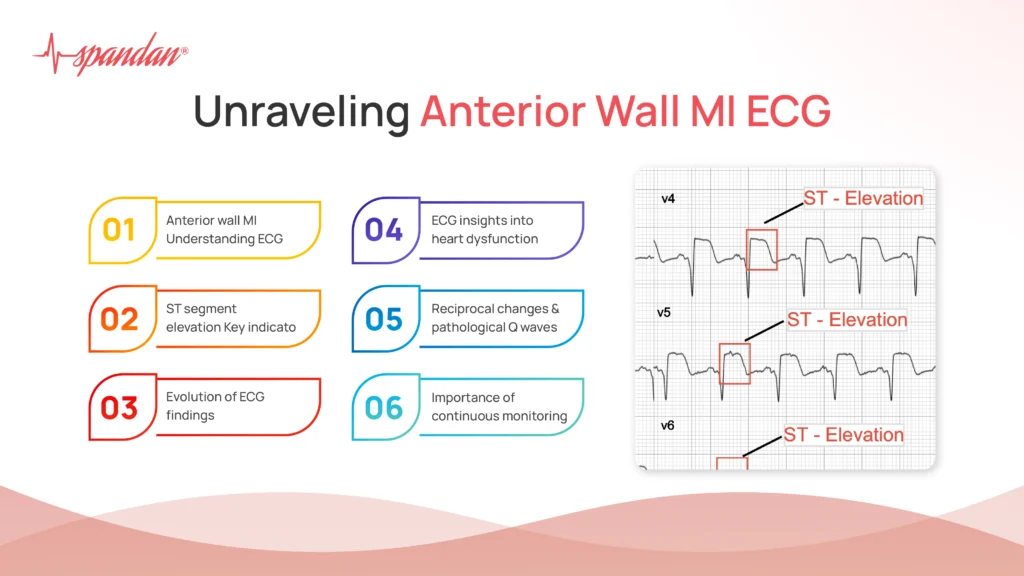 spandan®
Unraveling Anterior Wall MI ECG
01
Anterior wall MI
Understanding ECG
02
ST segment
elevation Key indicato
03
Evolution of ECG
findings
04
ECG insights into
heart dysfunction
05
Reciprocal changes &
pathological Q waves
06
Importance of
continuous monitoring
v4
ST - Elevation
v5
ST - Elevation
v6
ST - Elevation